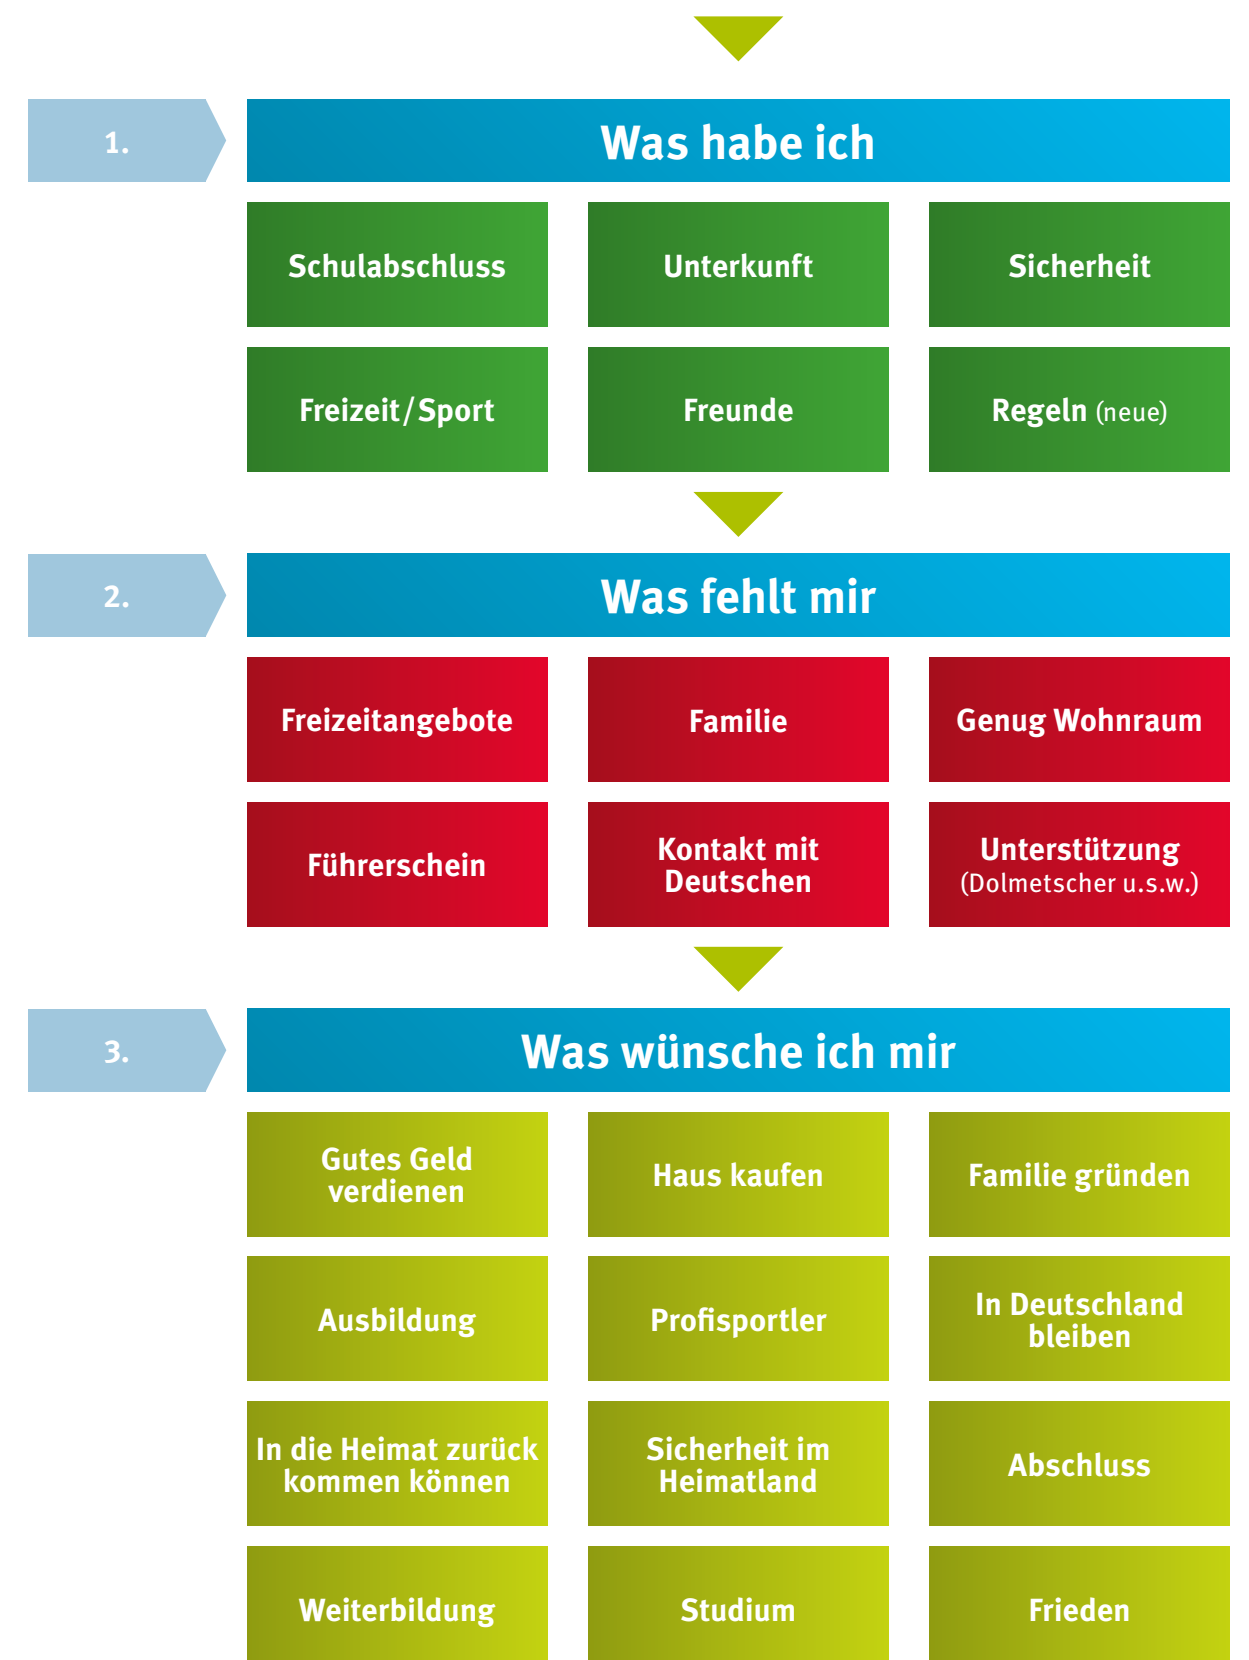 1.
Was habe ich
Schulabschluss
Unterkunft
Sicherheit
Freizeit/Sport
Freunde
Regeln (neue)
2.
Was fehlt mir
Freizeitangebote
Familie
Genug Wohnraum
Führerschein
Kontakt mit
Deutschen
Unterstützung
(Dolmetscher u.s.w.)
3.
Was wünsche ich mir
Gutes Geld
verdienen
Haus kaufen
Familie gründen
Ausbildung
Profisportler
In Deutschland
bleiben
In die Heimat zurück
kommen können
Sicherheit im
Heimatland
Abschluss
Weiterbildung
Studium
Frieden